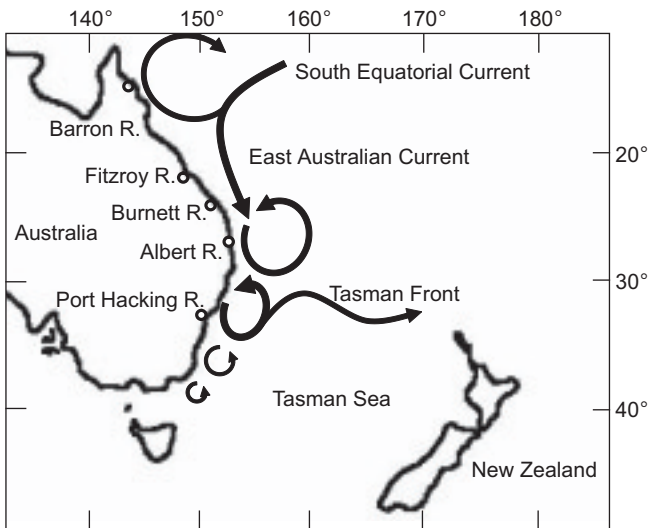 140° 150° 160° 170° 180°
South Equatorial Current
Barron R.
East Australian Current
20°
Fitzroy R.
Burnett R.
Australia
Albert R.
30°
Port Hacking R.
Tasman Front
Tasman Sea
40°
New Zealand